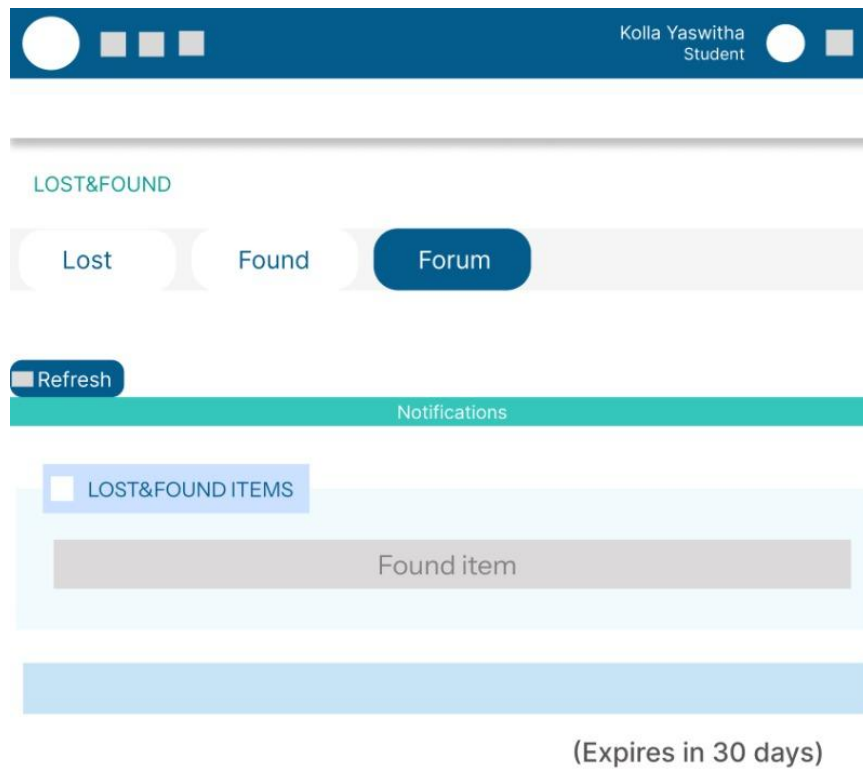 Kolla Yaswitha
Student
LOST&FOUND
Lost Found Forum
Refresh
Notifications
LOST&FOUND ITEMS
Found item
(Expires in 30 days)